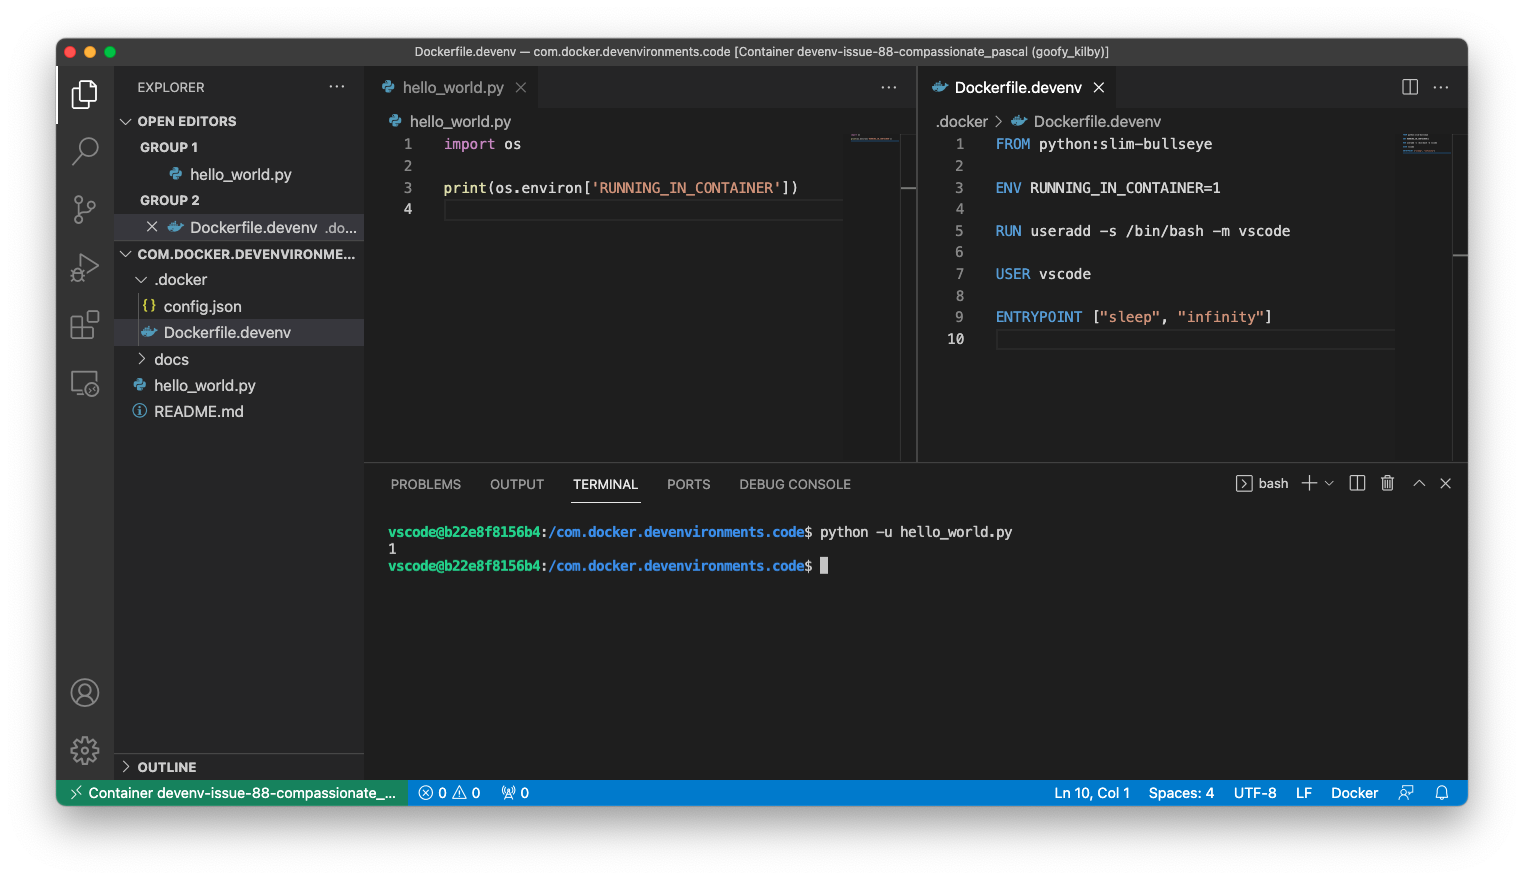 Dockerfile.devenv — com.docker.devenvironments.code [Container devenv-issue-88-compassionate_pascal (goofy_kilby)]
EXPLORER
OPEN EDITORS
GROUP 1
hello_world.py
GROUP 2
Dockerfile.devenv .do...
COM.DOCKER.DEVENVIRONME...
.docker
{} config.json
Dockerfile.devenv
docs
hello_world.py
README.md
OUTLINE
hello_world.py
hello_world.py
1 import os
2
3 print(os.environ['RUNNING_IN_CONTAINER'])
4
Dockerfile.devenv
.docker > Dockerfile.devenv
1 FROM python:slim-bullseye
2
3 ENV RUNNING_IN_CONTAINER=1
4
5 RUN useradd -s /bin/bash -m vscode
6
7 USER vscode
8
9 ENTRYPOINT ["sleep", "infinity"]
10
PROBLEMS OUTPUT TERMINAL PORTS DEBUG CONSOLE bash
vscode@b22e8f8156b4:/com.docker.devenvironments.code$ python -u hello_world.py
1
vscode@b22e8f8156b4:/com.docker.devenvironments.code$
Container devenv-issue-88-compassionate_... 0 0 0 Ln 10, Col 1 Spaces: 4 UTF-8 LF Docker